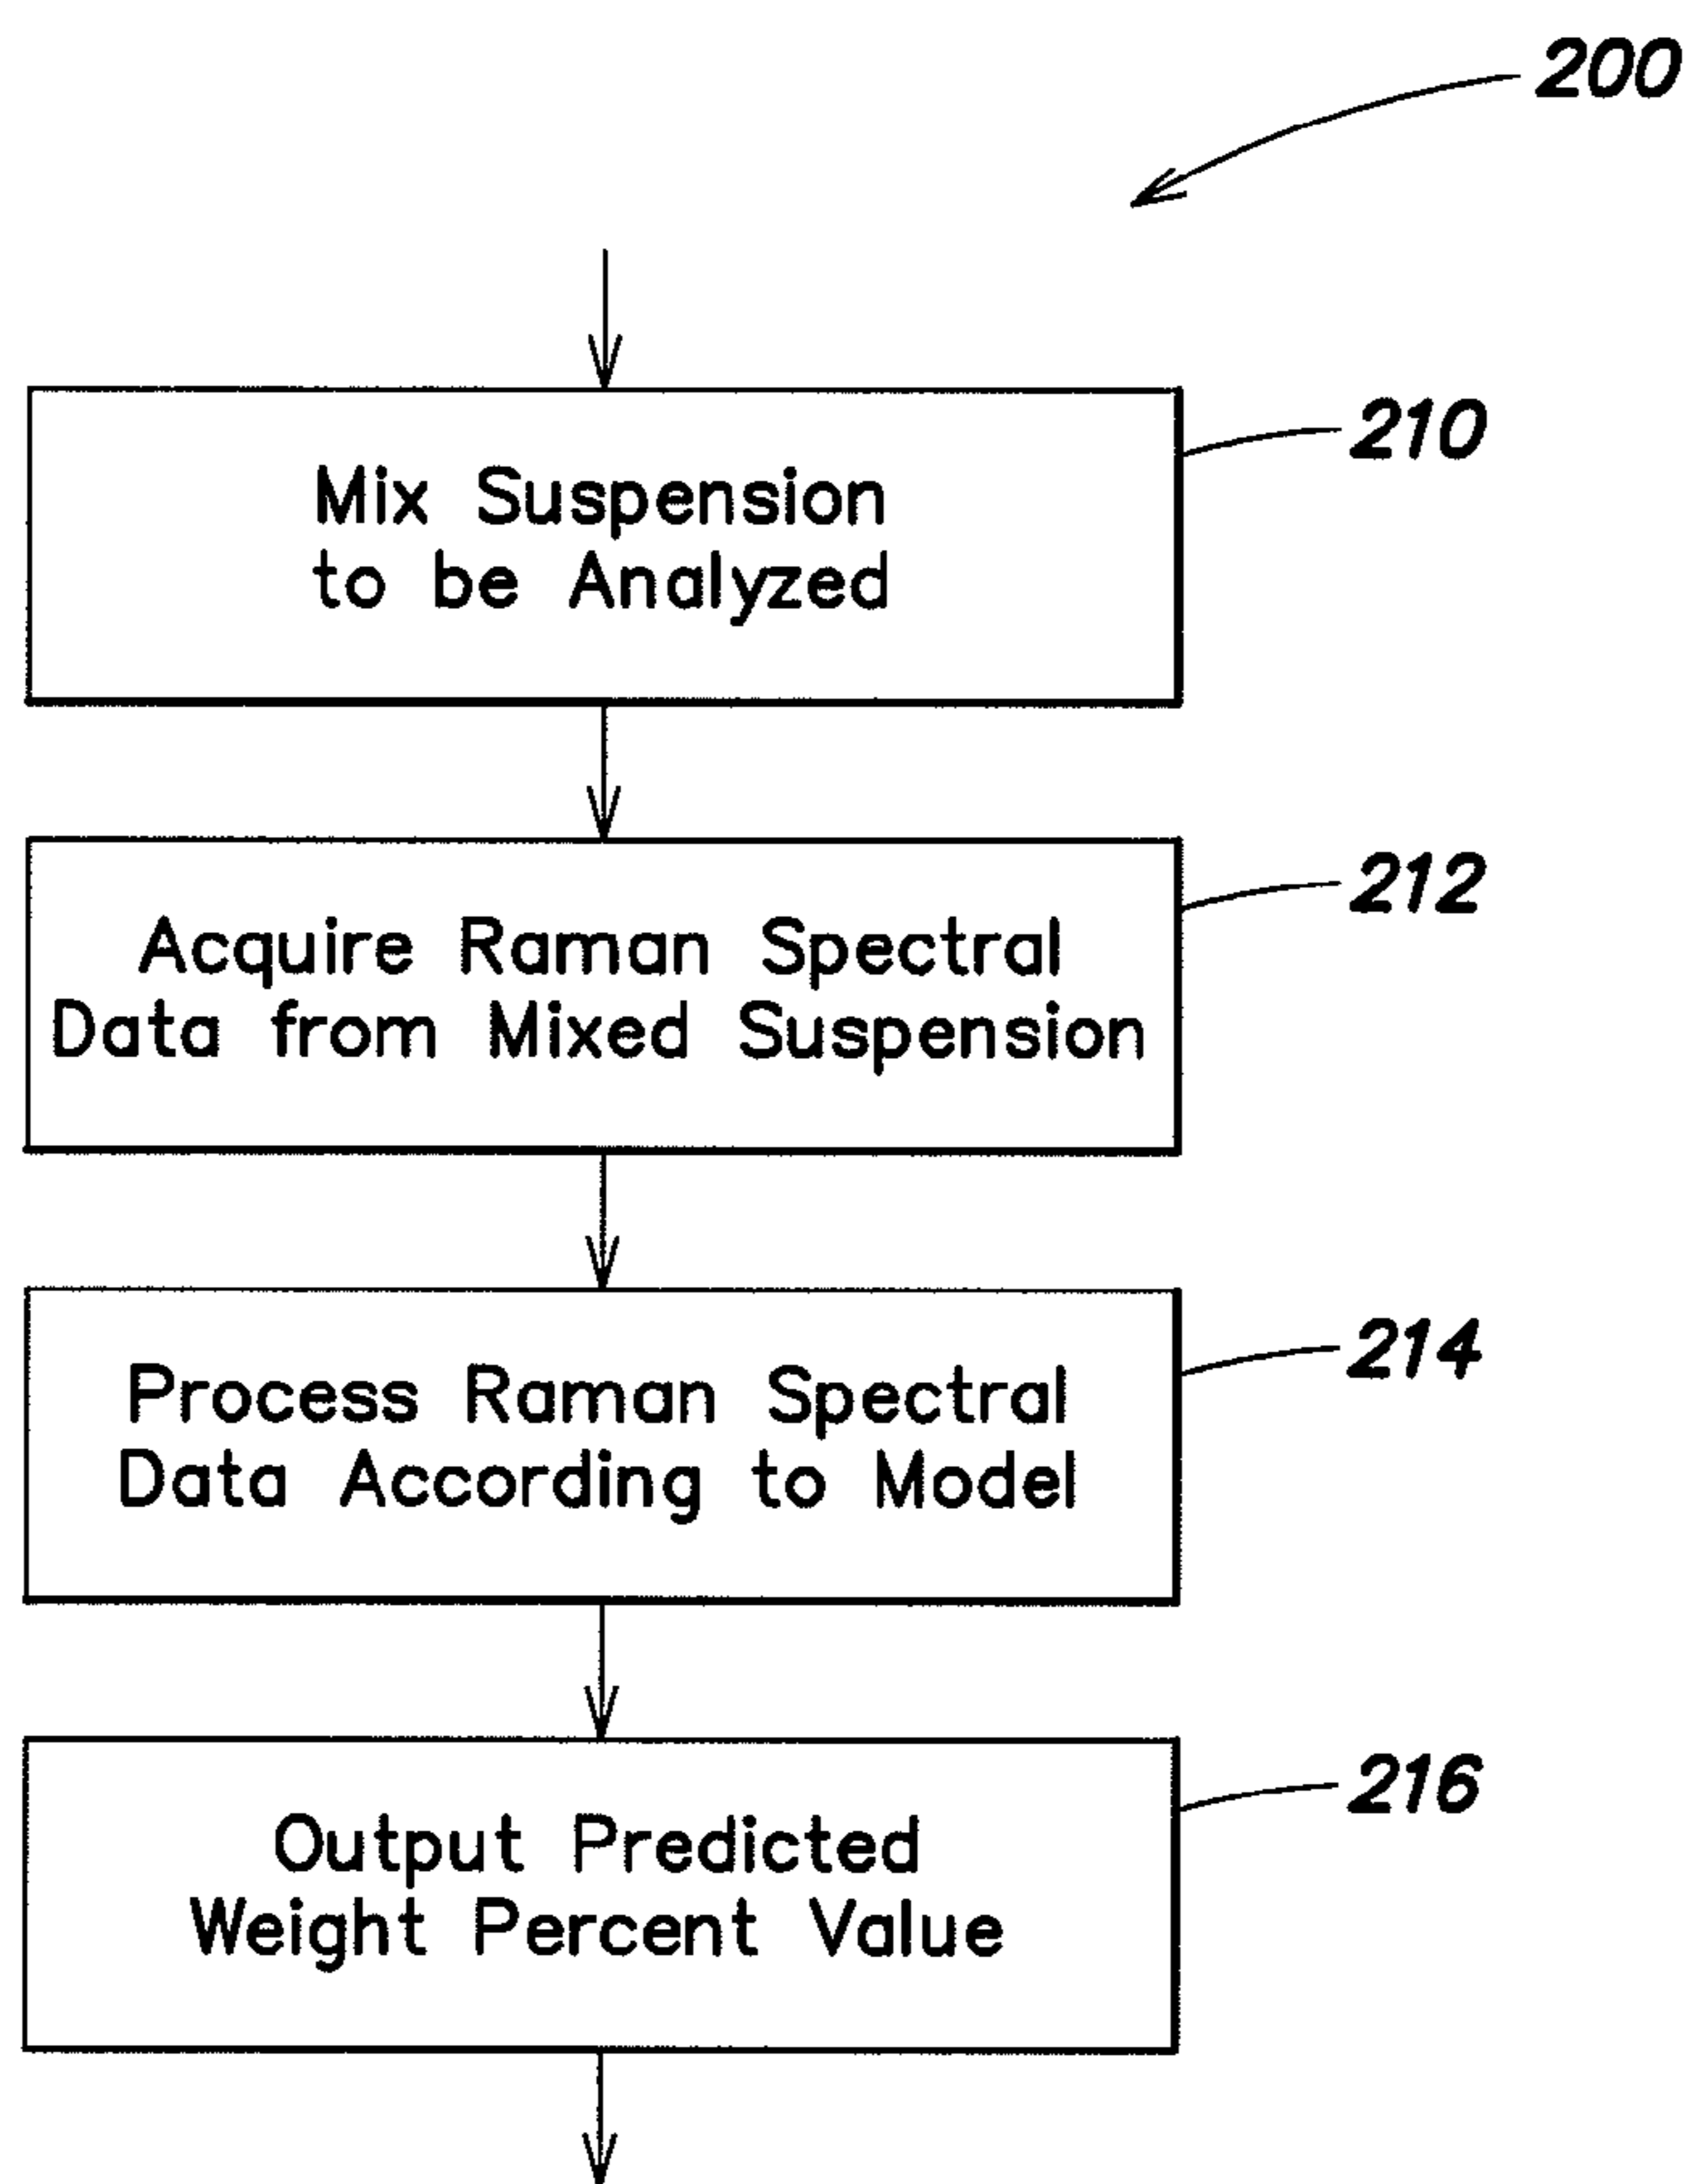 200
210
Mix Suspension
to be Analyzed
212
Acquire Raman Spectral
Data from Mixed Suspension
214
Process Raman Spectral
Data According to Model
216
Output Predicted
Weight Percent Value